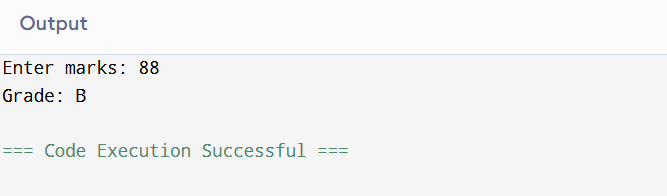 Output
Enter marks: 88
Grade: B
=== Code Execution Successful ===